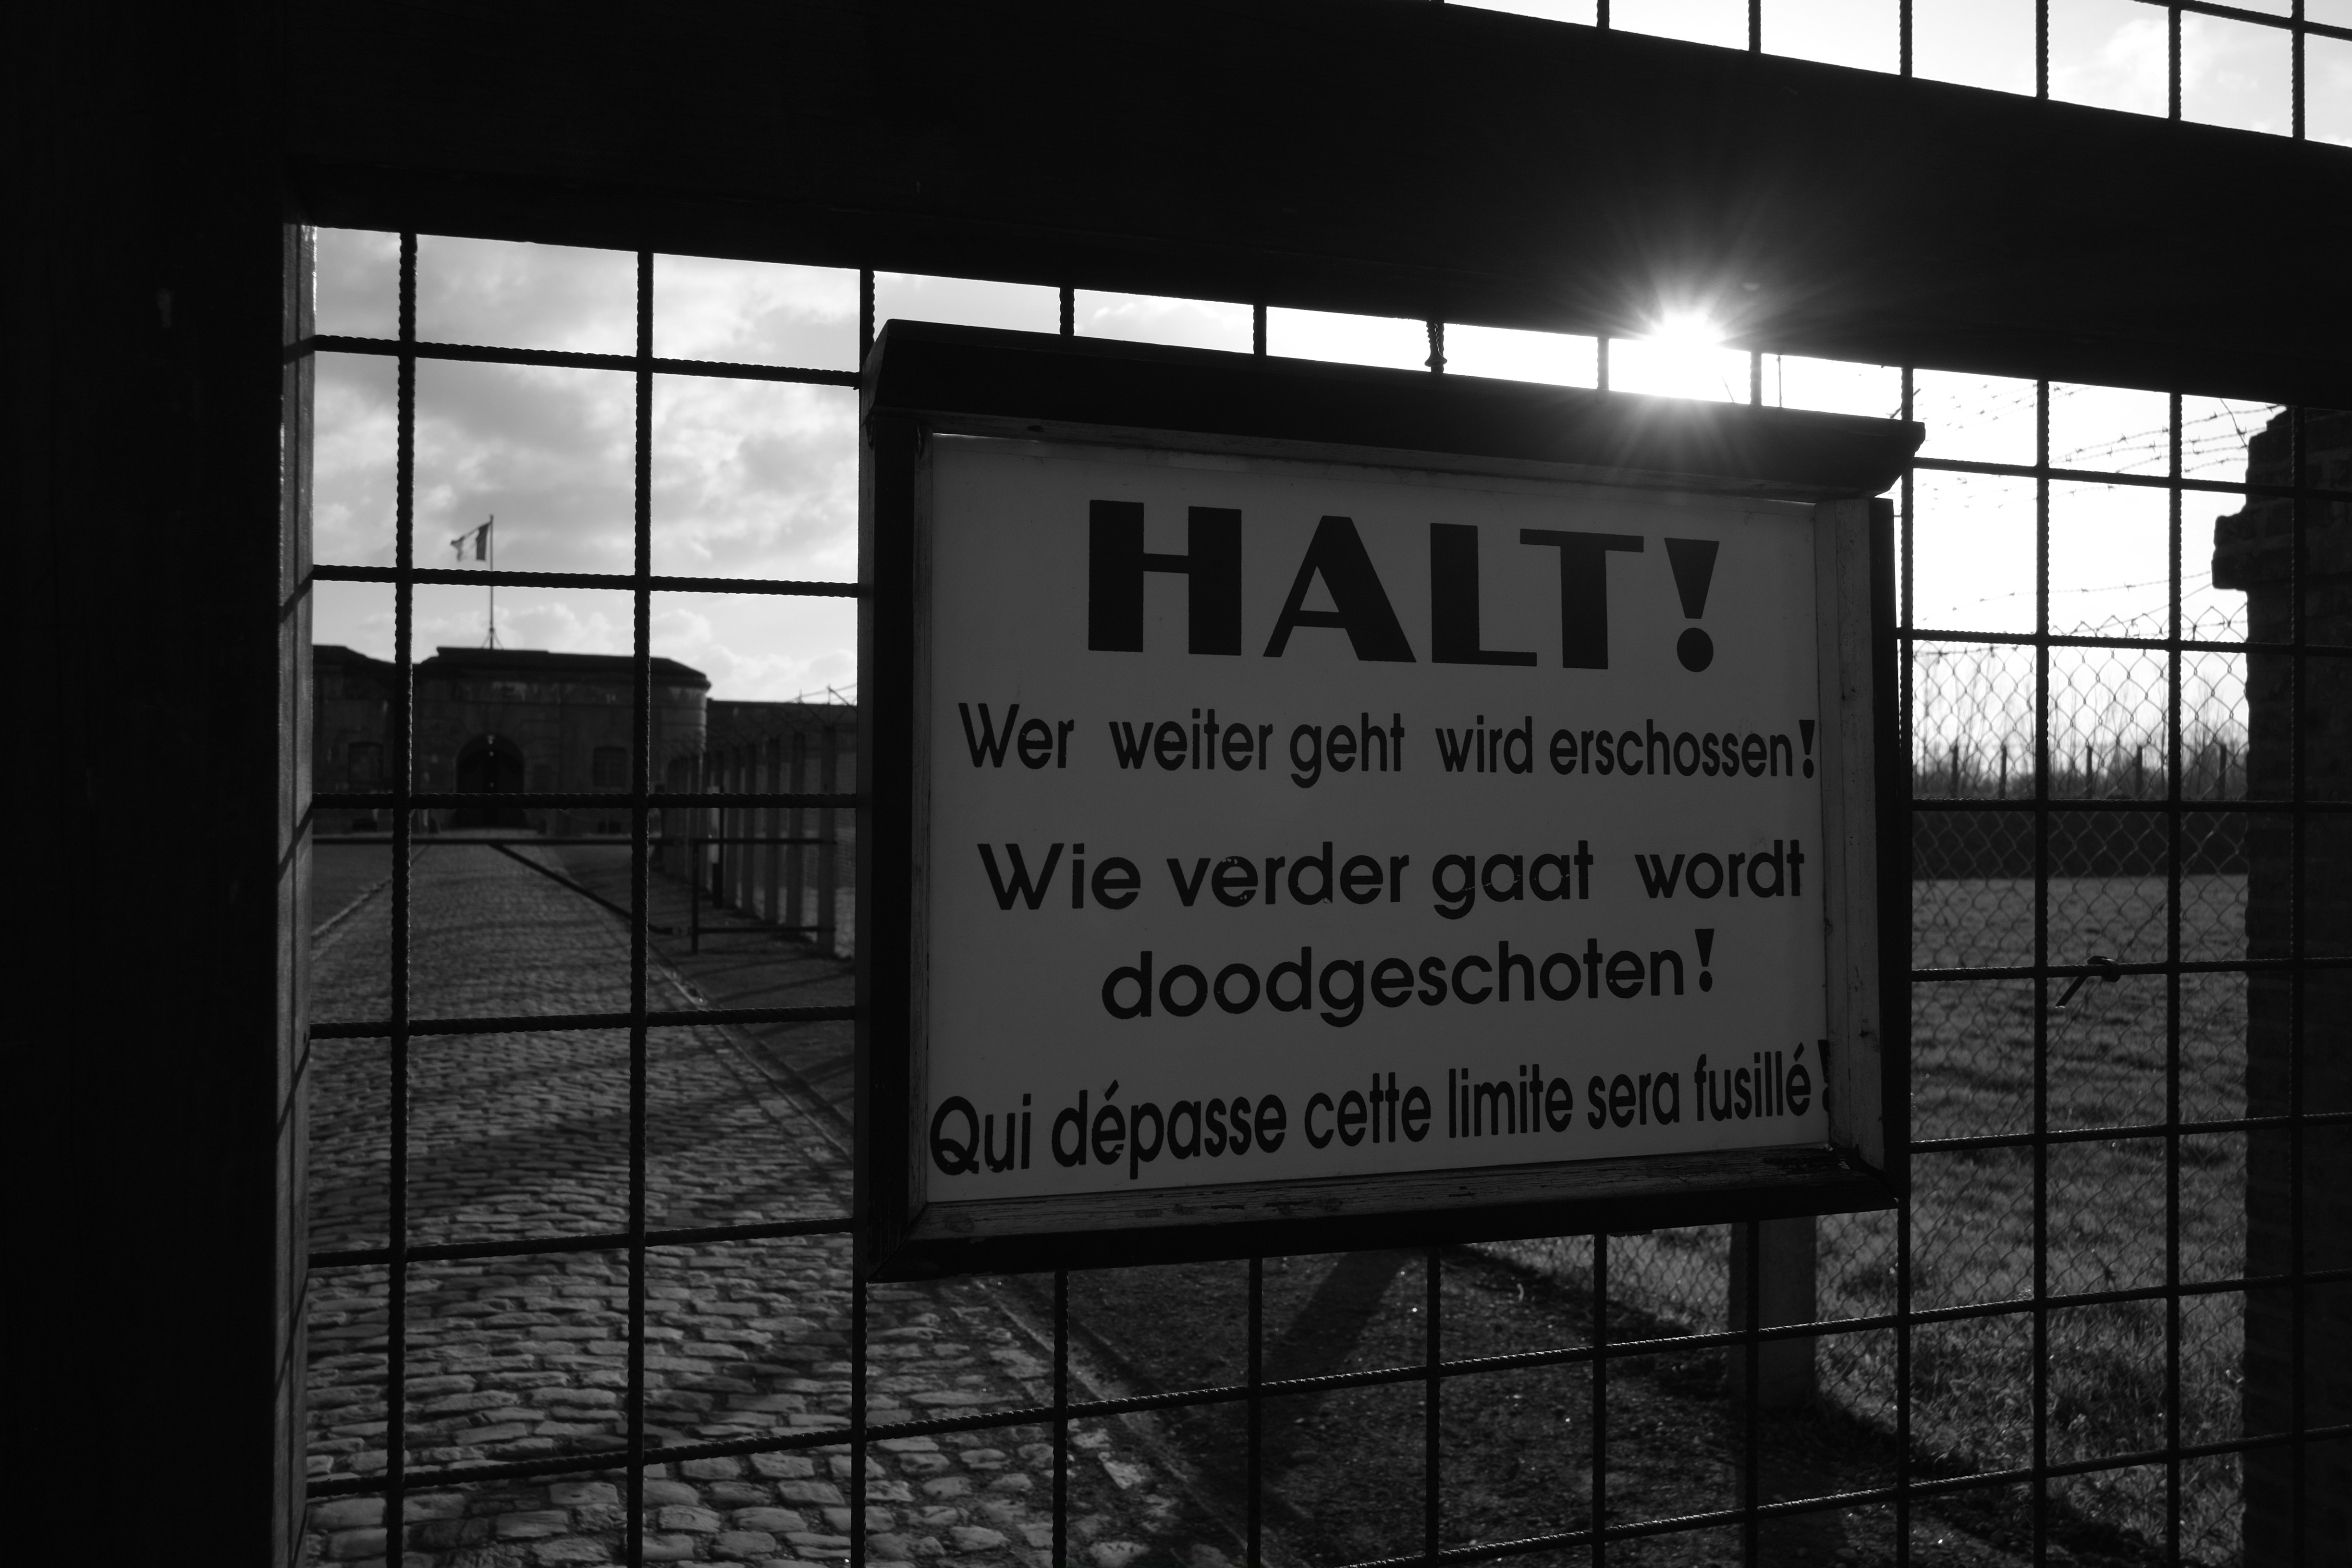 HALT!
Wer weiter geht wird erschossen!
Wie verder gaat wordt
doodgeschoten!
Qui dépasse cette limite sera fusillé!